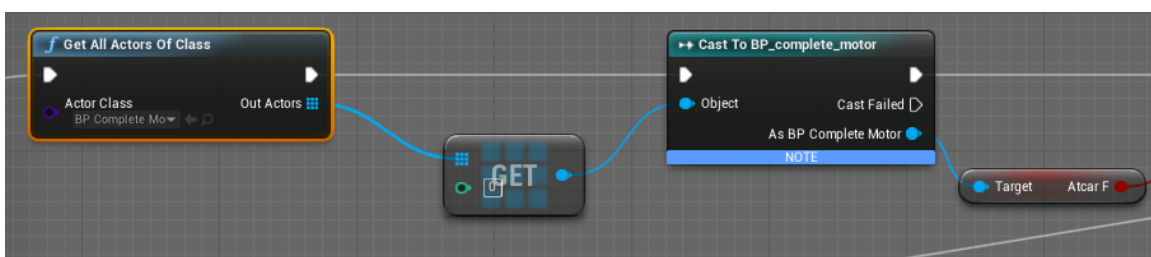 f Get All Actors Of Class
Actor Class
BP Complete Mo
Out Actors
GET
0
Cast To BP_complete_motor
Object
Cast Failed
As BP Complete Motor
NOTE
Target
Atcar F